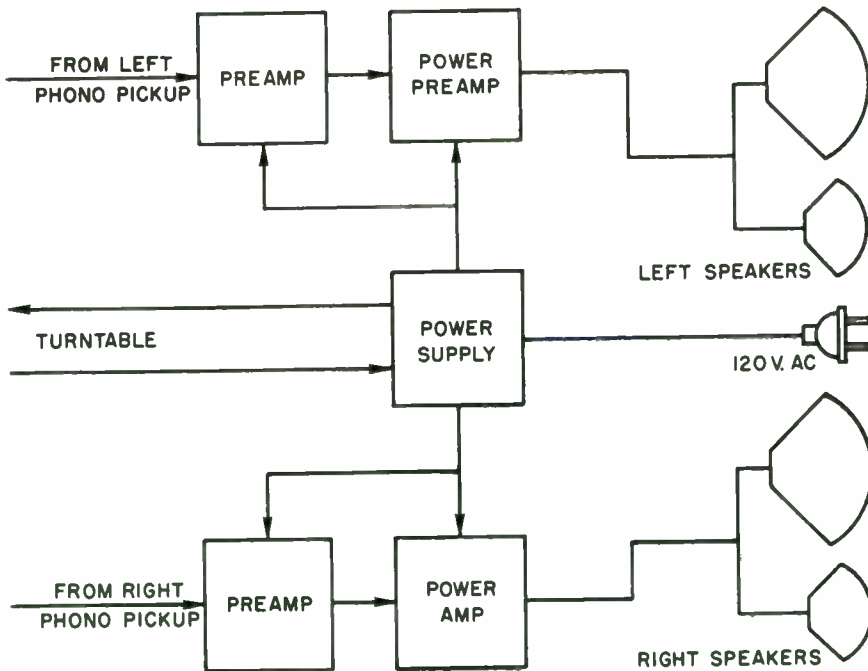 FROM LEFT
PHONO PICKUP
PREAMP
POWER
PREAMP
LEFT SPEAKERS
TURNTABLE
POWER
SUPPLY
120 V. AC
FROM RIGHT
PHONO PICKUP
PREAMP
POWER
AMP
RIGHT SPEAKERS